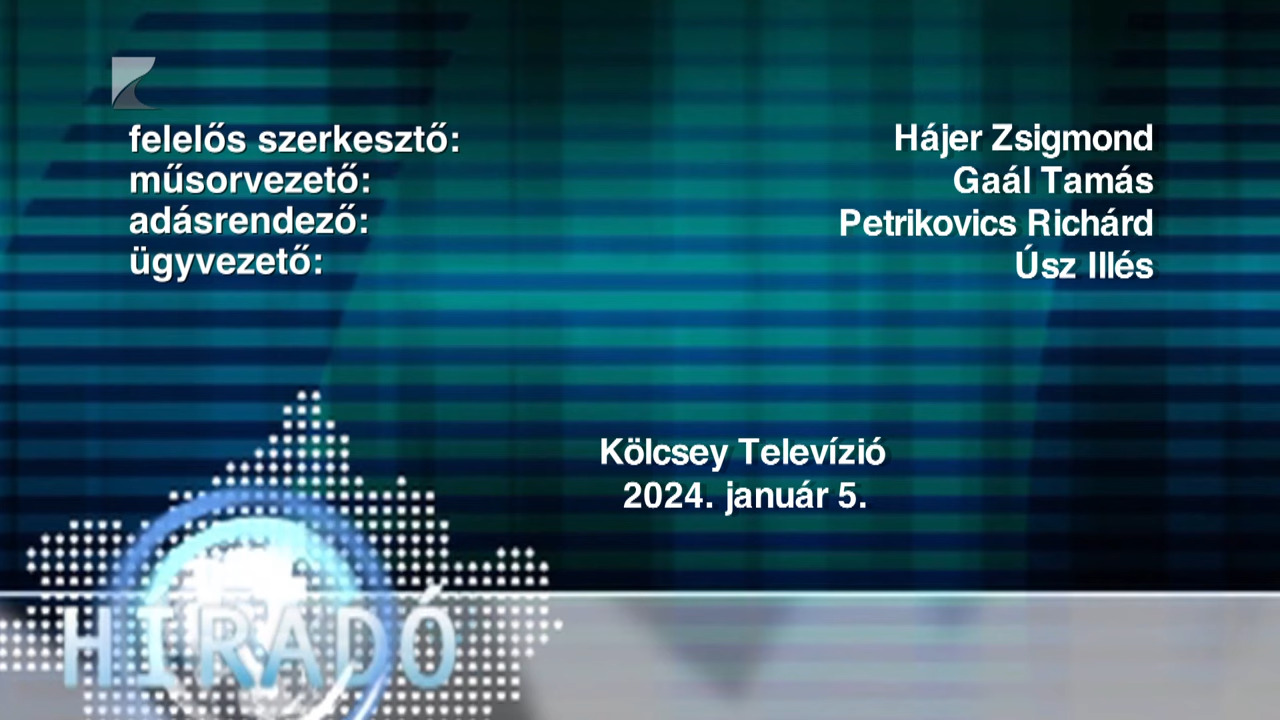 felelős szerkesztő: Hájer Zsigmond
műsorvezető: Gaál Tamás
adásrendező: Petrikovics Richárd
ügyvezető: Úsz Illés
Kölcsey Televízió
2024. január 5.
HÍRADÓ